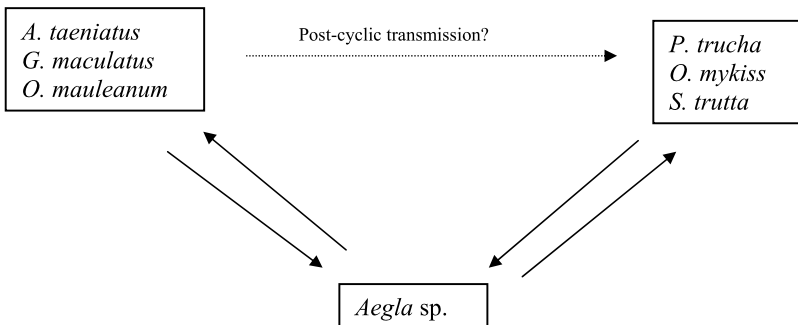 A. taeniatus
G. maculatus
O. mauleanum
Post-cyclic transmission?
P. trucha
O. mykiss
S. trutta
Aegla sp.